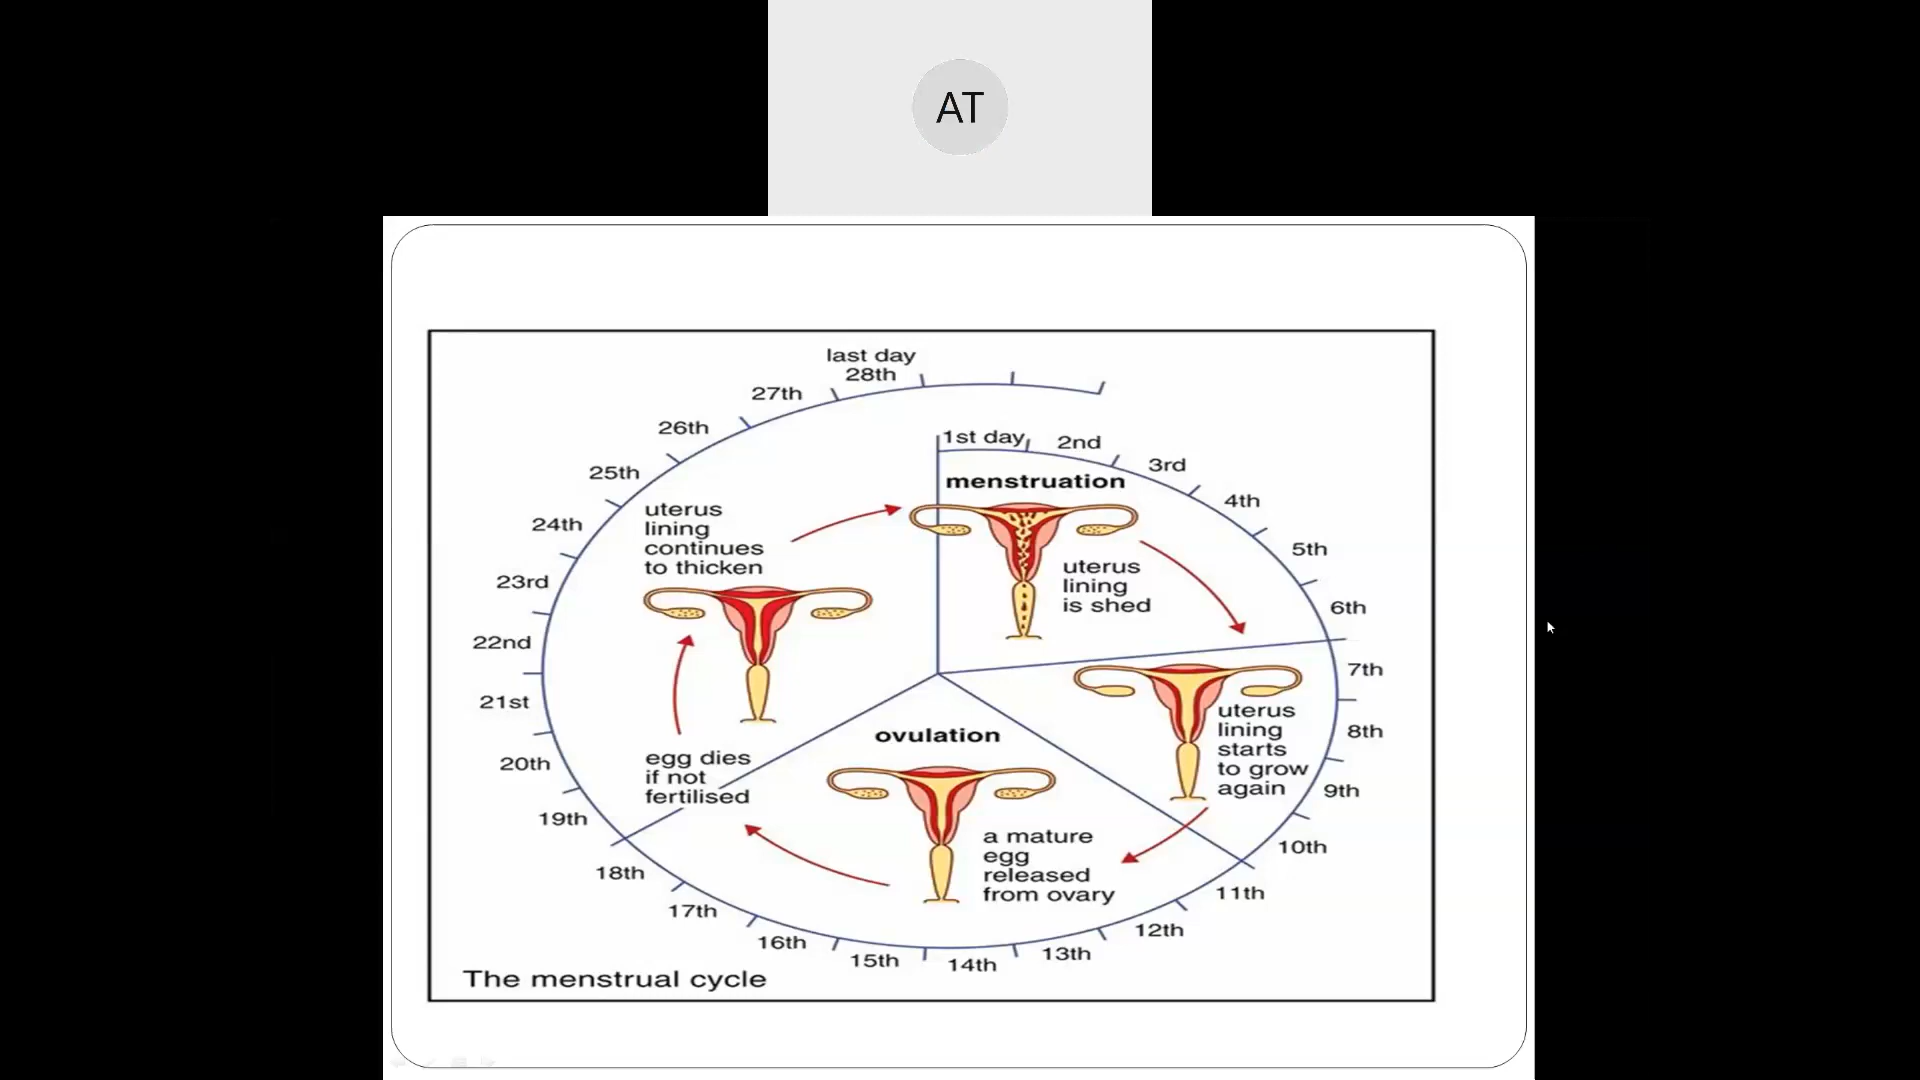 AT
last day
28th
27th
26th
25th
24th
23rd
22nd
21st
20th
19th
18th
17th
16th
15th
14th
13th
12th
11th
10th
9th
8th
7th
6th
5th
4th
3rd
2nd
1st day
menstruation
uterus
lining
is shed
uterus
lining
starts
to grow
again
ovulation
a mature
egg
released
from ovary
egg dies
if not
fertilised
uterus
lining
continues
to thicken
The menstrual cycle